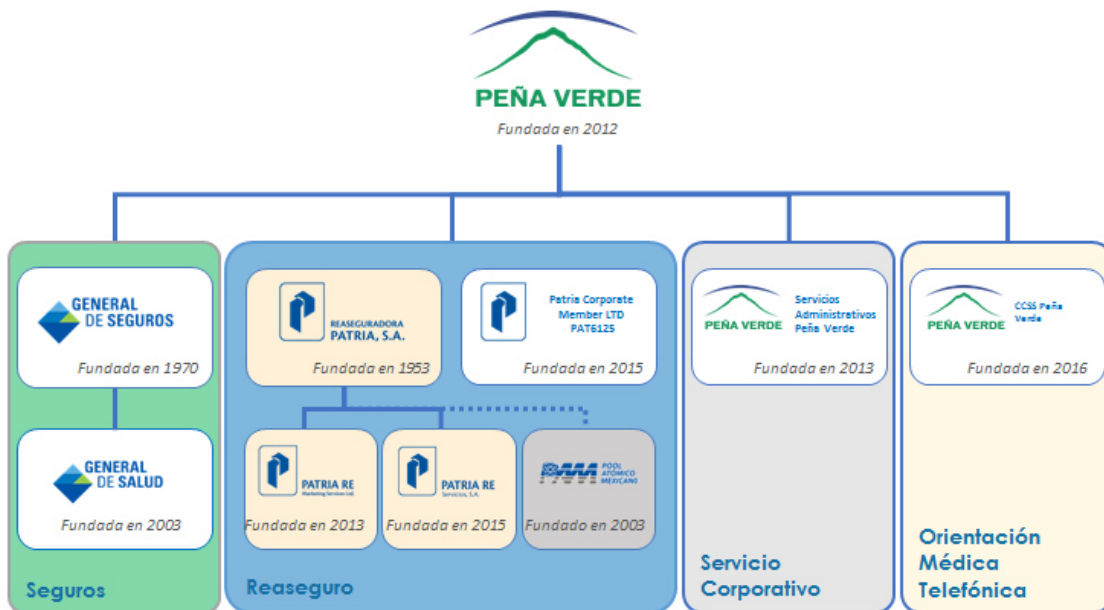 PEÑA VERDE
Fundada en 2012
GENERAL
DE SEGUROS
Fundada en 1970
GENERAL
DE SALUD
Fundada en 2003
Seguros
REASEGURADORA
PATRIA, S.A.
Fundada en 1953
Patria Corporate
Member LTD
PAT6125
Fundada en 2015
PATRIA RE
Marketing Services Ltd.
Fundada en 2013
PATRIA RE
Servicios, S.A.
Fundada en 2015
PAM
POOL
ATÓMICO
MEXICANO
Fundado en 2003
Reaseguro
PEÑA VERDE
Servicios
Administrativos
Peña Verde
Fundada en 2013
Servicio
Corporativo
PEÑA VERDE
CCSS Peña
Verde
Fundada en 2016
Orientación
Médica
Telefónica